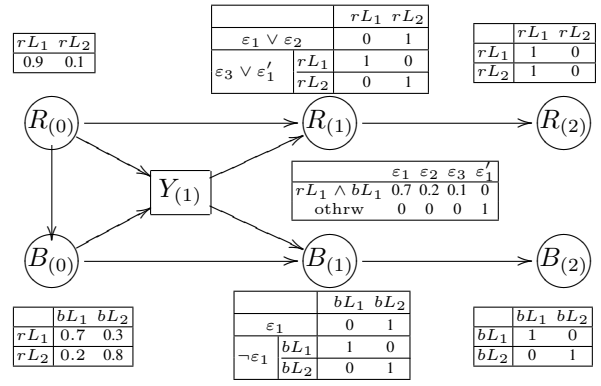 rL₁ rL₂
0.9 0.1
rL₁ rL₂
ε₁ ∨ ε₂ 0 1
ε₃ ∨ ε₁′ rL₁ 1 0
rL₂ 0 1
rL₁ rL₂
rL₁ 1 0
rL₂ 1 0
R₍₀₎ R₍₁₎ R₍₂₎
Y₍₁₎
ε₁ ε₂ ε₃ ε₁′
rL₁ ∧ bL₁ 0.7 0.2 0.1 0
othrw 0 0 0 1
B₍₀₎ B₍₁₎ B₍₂₎
bL₁ bL₂
rL₁ 0.7 0.3
rL₂ 0.2 0.8
bL₁ bL₂
ε₁ 0 1
¬ε₁ bL₁ 1 0
bL₂ 0 1
bL₁ bL₂
bL₁ 1 0
bL₂ 0 1